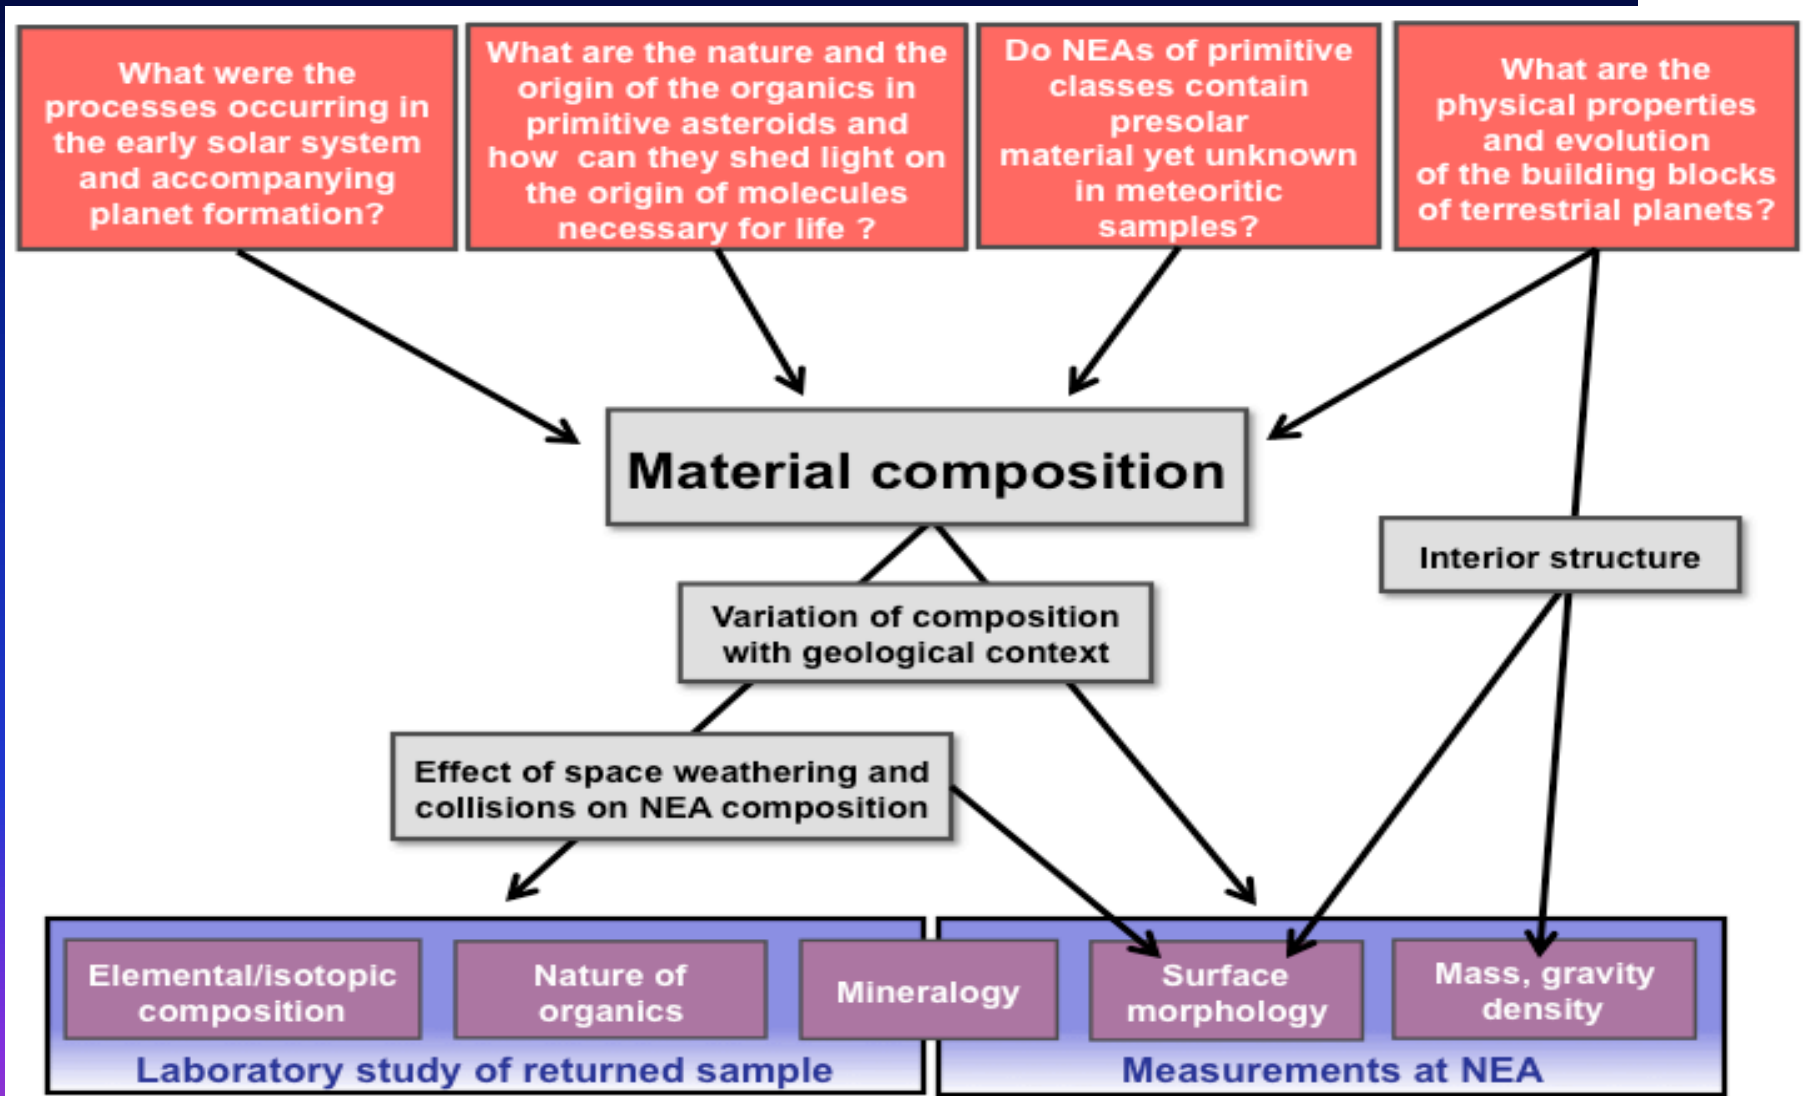 What were the
processes occurring in
the early solar system
and accompanying
planet formation?
What are the nature and the
origin of the organics in
primitive asteroids and
how can they shed light on
the origin of molecules
necessary for life ?
Do NEAs of primitive
classes contain
presolar
material yet unknown
in meteoritic
samples?
What are the
physical properties
and evolution
of the building blocks
of terrestrial planets?
Material composition
Interior structure
Variation of composition
with geological context
Effect of space weathering and
collisions on NEA composition
Elemental/isotopic
composition
Nature of
organics
Mineralogy
Surface
morphology
Mass, gravity
density
Laboratory study of returned sample
Measurements at NEA